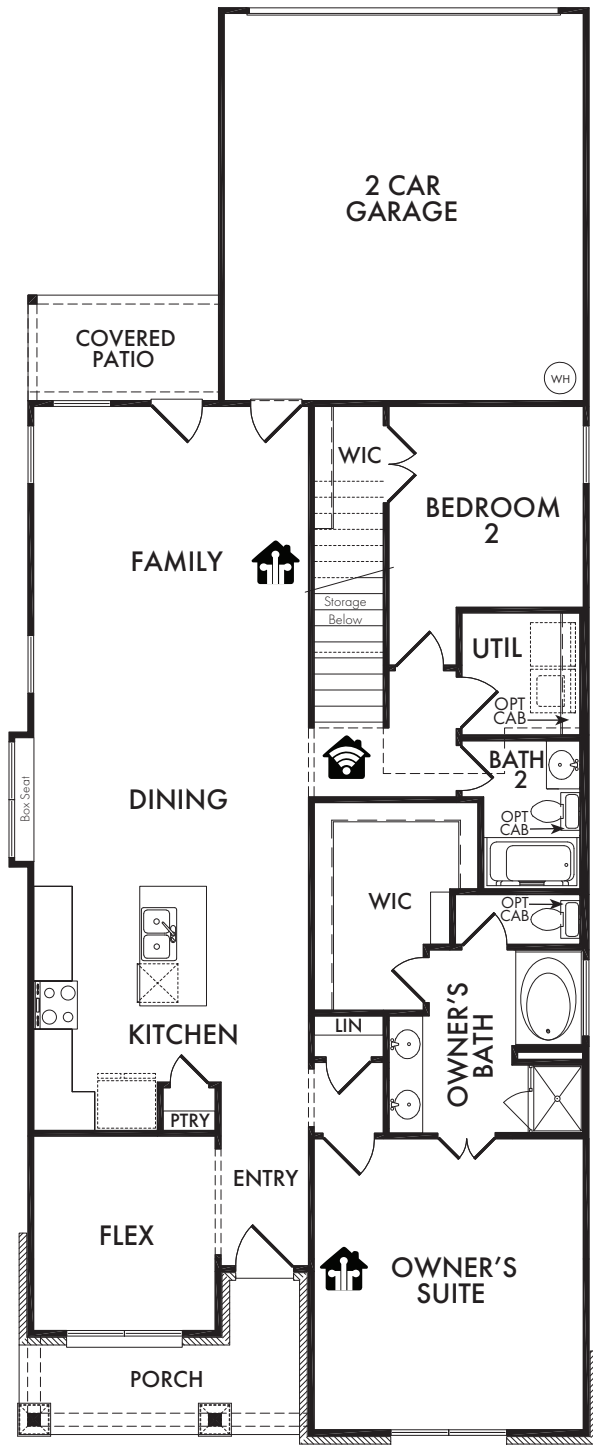 2 CAR
GARAGE
WH
COVERED
PATIO
WIC
BEDROOM
2
FAMILY
Storage
Below
UTIL
OPT
CAB
BATH
2
Box Seat
DINING
OPT
CAB
WIC
OPT
CAB
OWNER'S
BATH
LIN
KITCHEN
PTRY
ENTRY
FLEX
OWNER'S
SUITE
PORCH